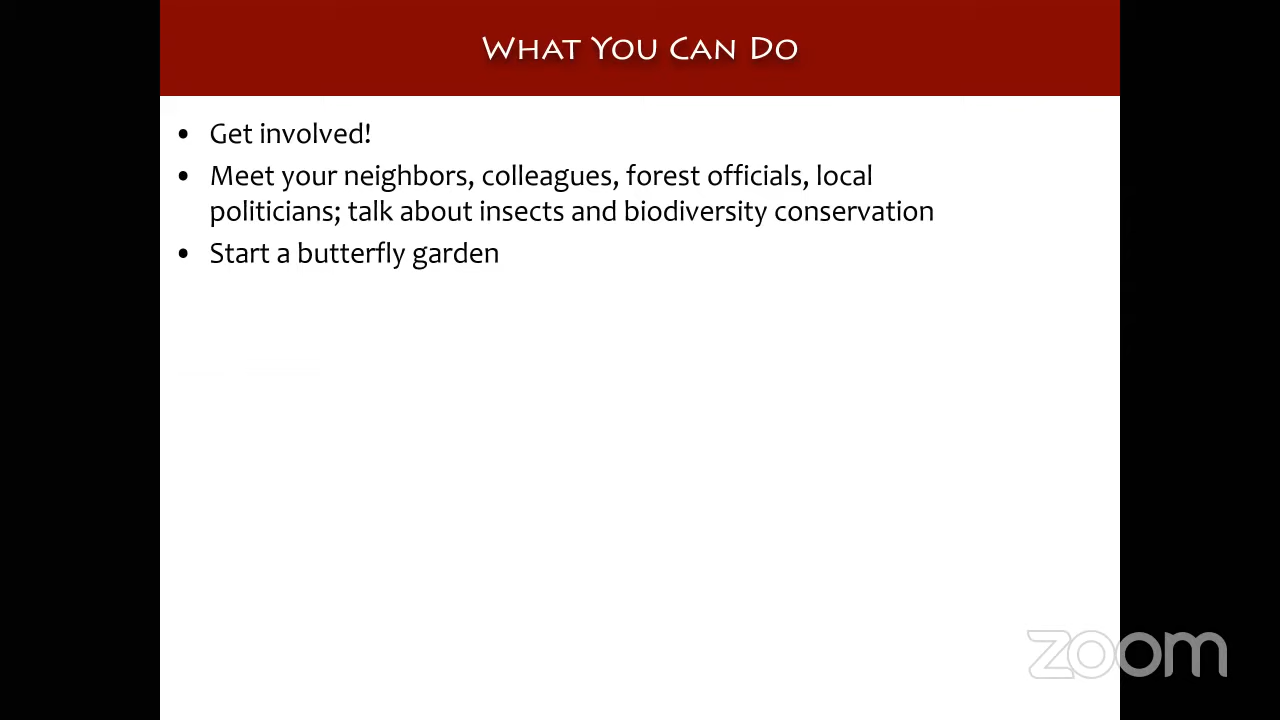 What You Can Do
• Get involved!
• Meet your neighbors, colleagues, forest officials, local
politicians; talk about insects and biodiversity conservation
• Start a butterfly garden
zoom